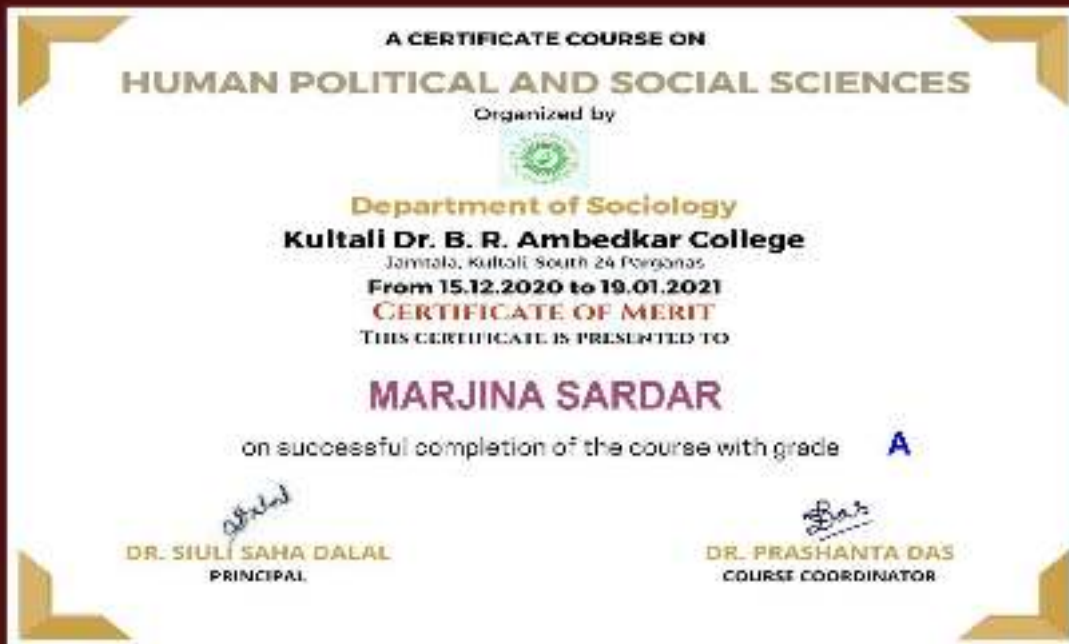 A CERTIFICATE COURSE ON
HUMAN POLITICAL AND SOCIAL SCIENCES
Organized by
Department of Sociology
Kultali Dr. B. R. Ambedkar College
Jamtala, Kultali, South 24 Parganas
From 15.12.2020 to 19.01.2021
CERTIFICATE OF MERIT
THIS CERTIFICATE IS PRESENTED TO
MARJINA SARDAR
on successful completion of the course with grade A
Das
DR. SIULI SAHA DALAL
DR. PRASHANTA DAS
PRINCIPAL
COURSE COORDINATOR